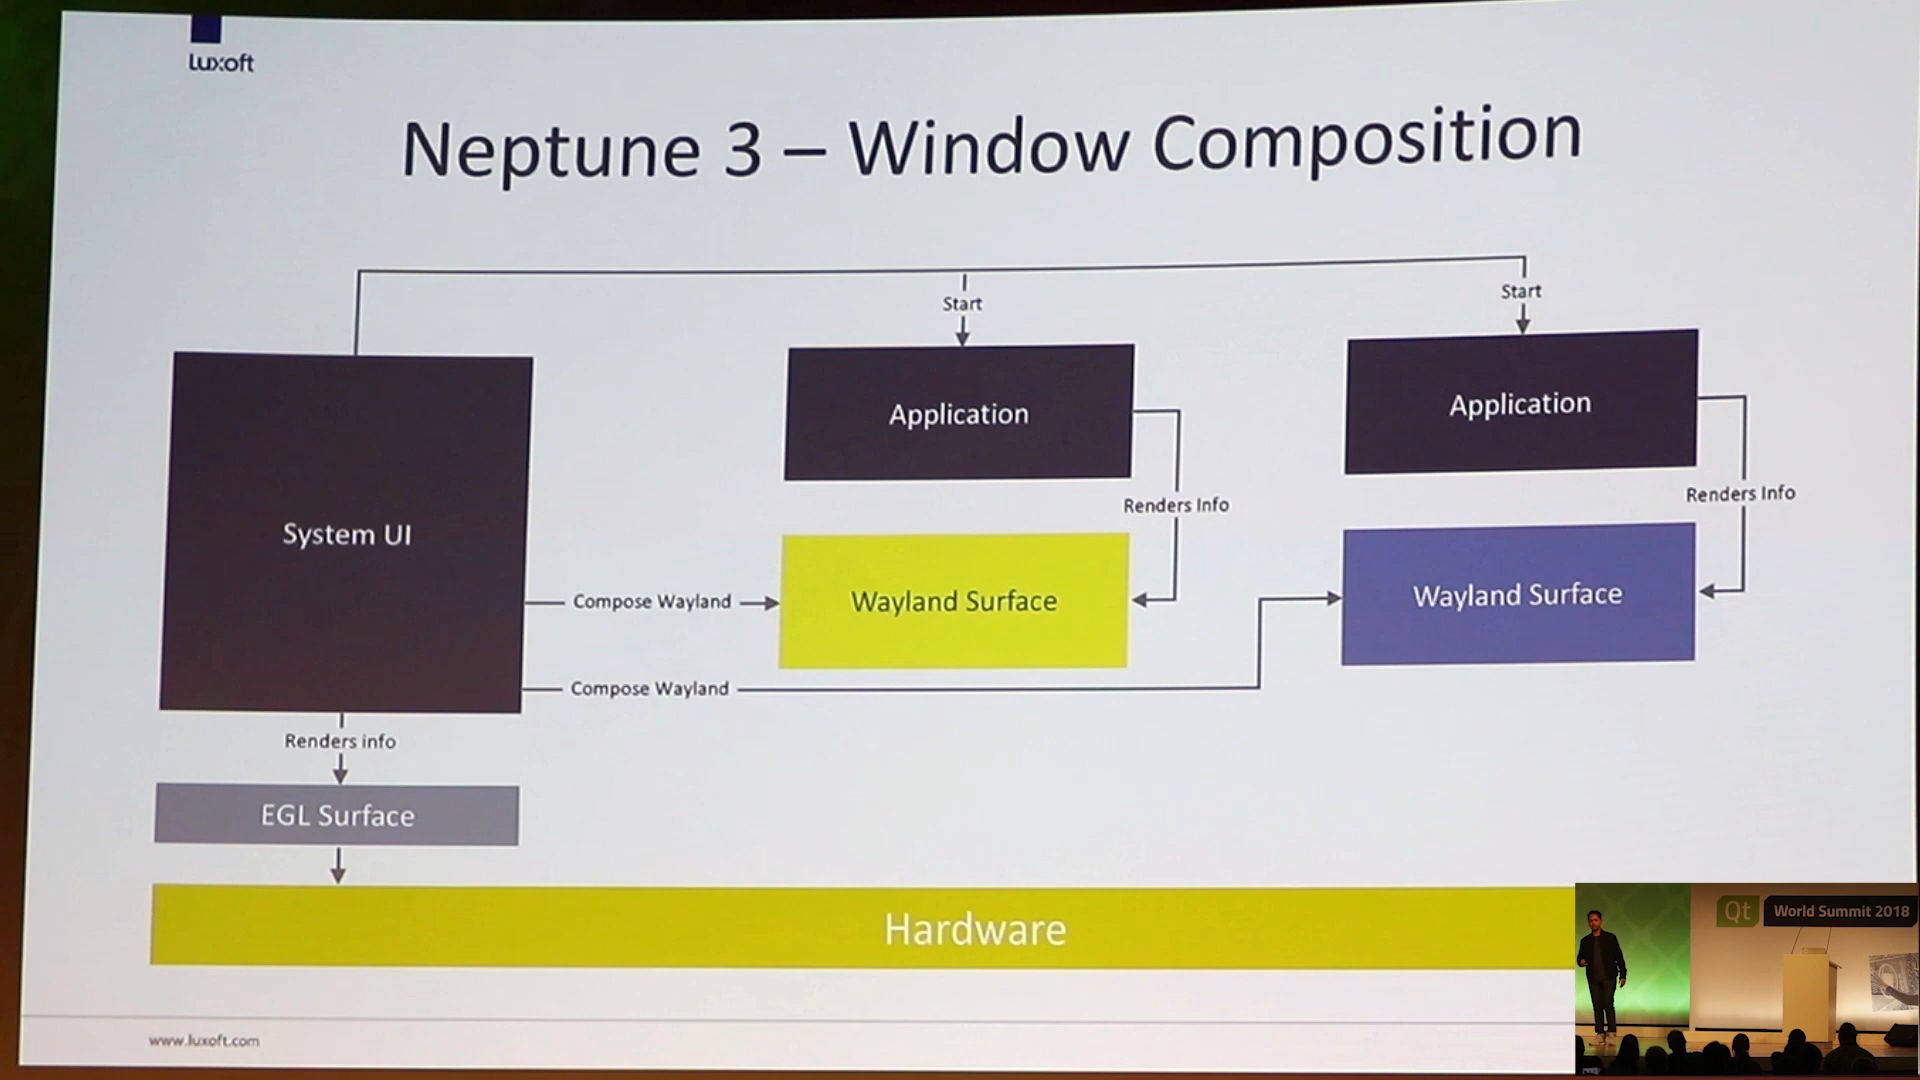 Luxoft
Neptune 3 – Window Composition
Start
Start
Application
Application
Renders Info
Renders Info
System UI
Compose Wayland
Wayland Surface
Wayland Surface
Compose Wayland
Renders info
EGL Surface
Hardware
www.luxoft.com
Qt World Summit 2018